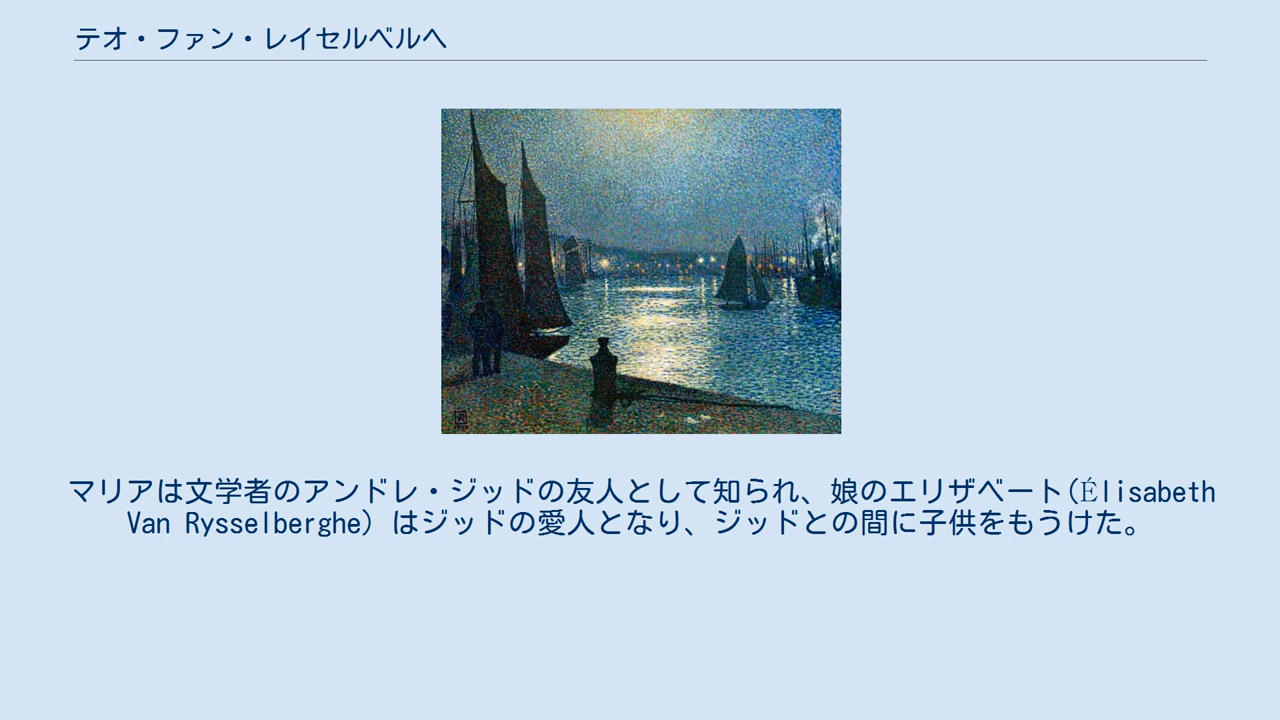 テオ・ファン・レイセルベルへ
マリアは文学者のアンドレ・ジッドの友人として知られ、娘のエリザベート(Élisabeth
Van Rysselberghe) はジッドの愛人となり、ジッドとの間に子供をもうけた。